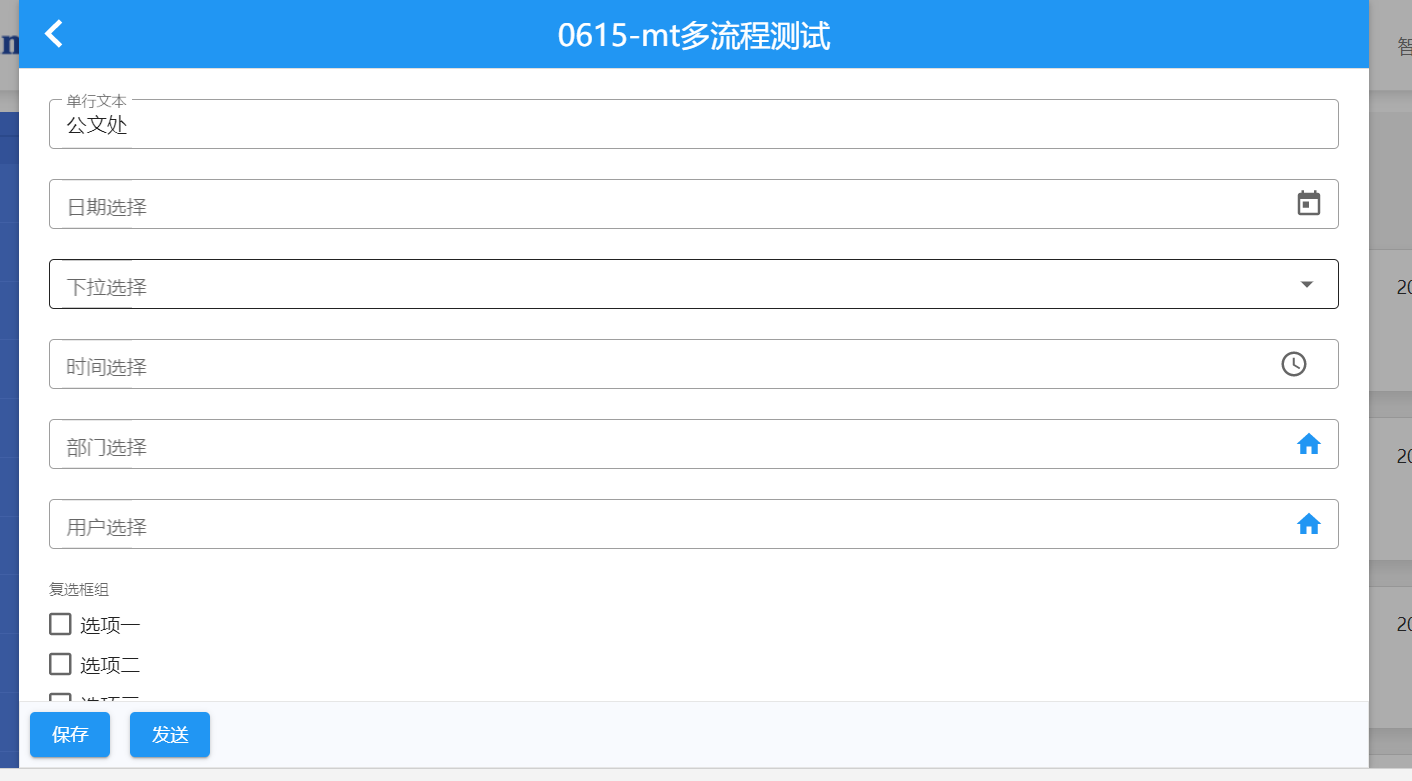 0615-mt多流程测试
单行文本
公文处
日期选择
下拉选择
时间选择
部门选择
用户选择
复选框组
选项一
选项二
保存
发送
n
智
20
20
20